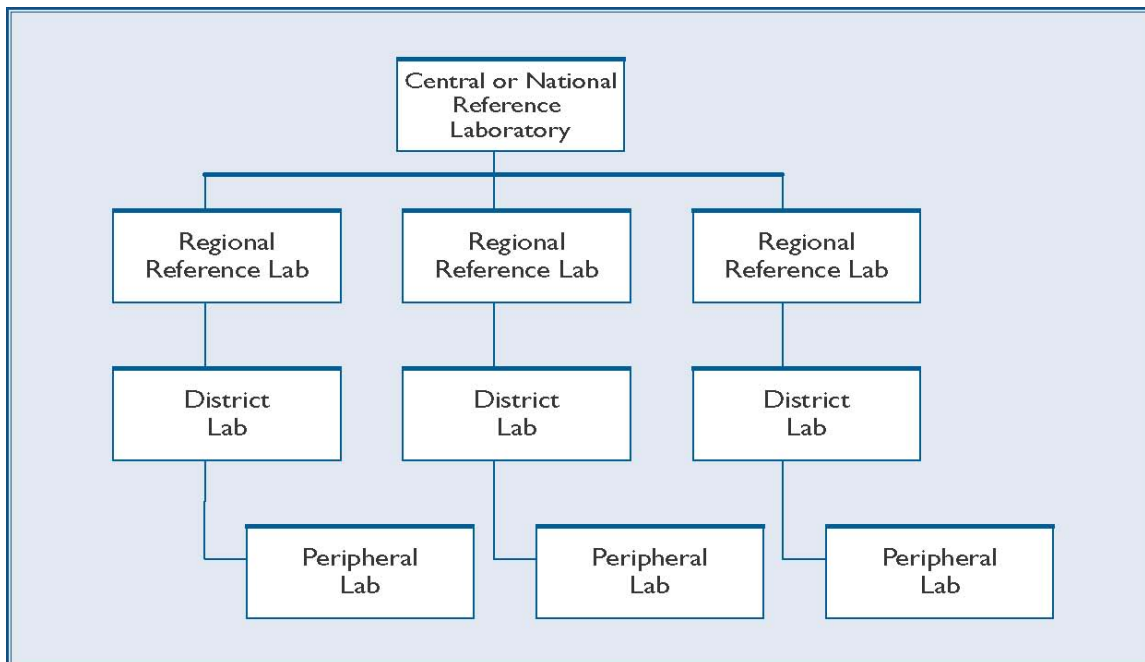 Central or National
Reference
Laboratory
Regional
Reference Lab
Regional
Reference Lab
Regional
Reference Lab
District
Lab
District
Lab
District
Lab
Peripheral
Lab
Peripheral
Lab
Peripheral
Lab